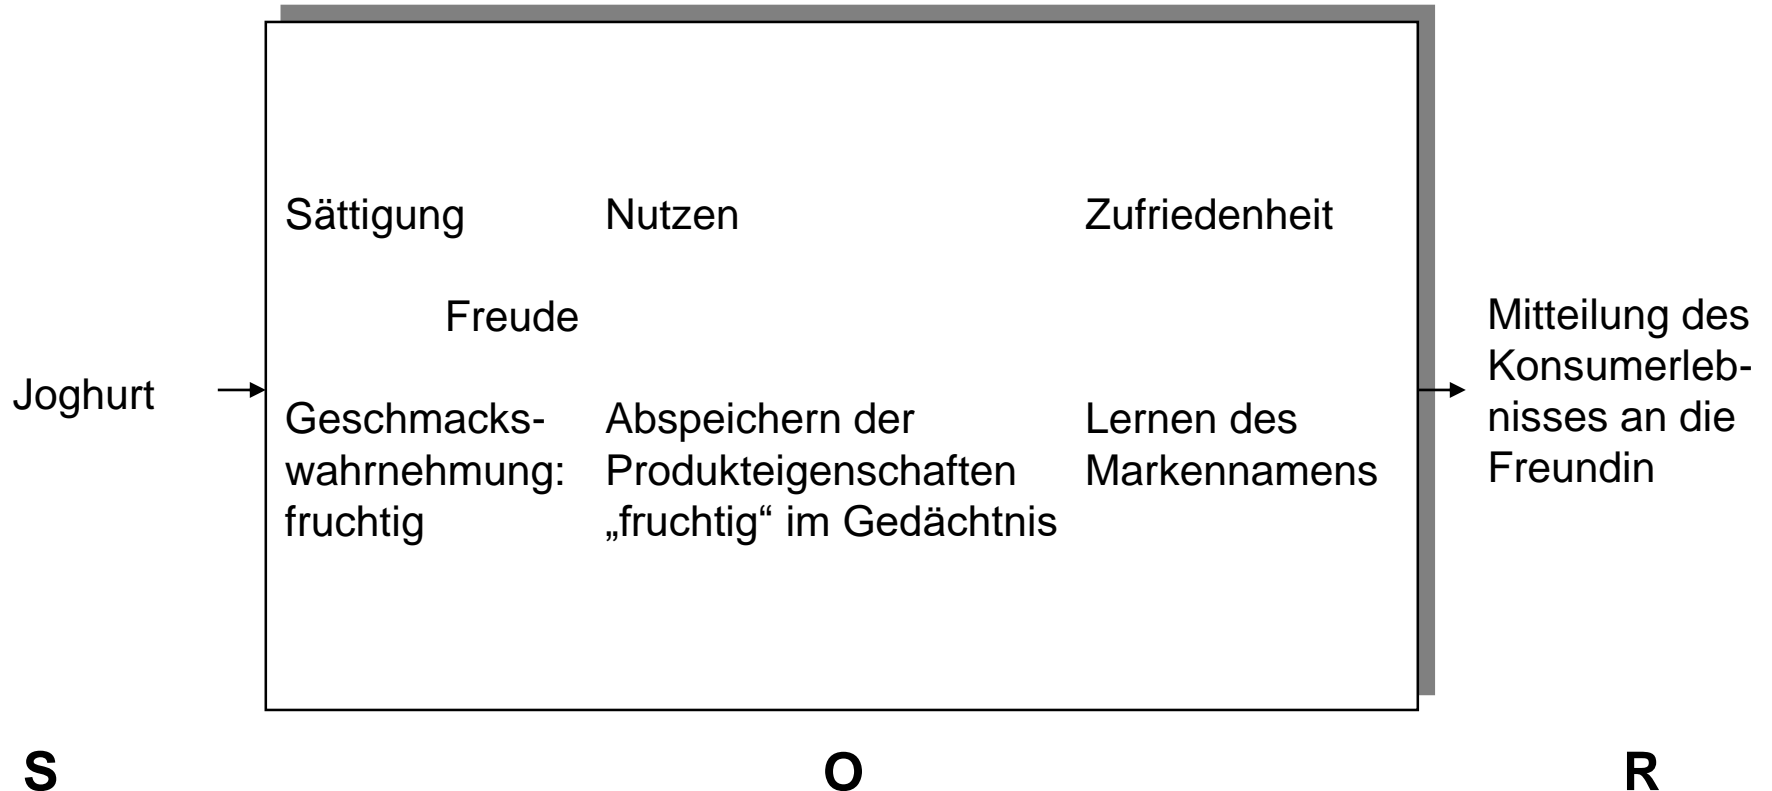 Sättigung Nutzen Zufriedenheit
Freude
Joghurt
Geschmacks-
wahrnehmung:
fruchtig
Abspeichern der
Produkteigenschaften
„fruchtig“ im Gedächtnis
Lernen des
Markennamens
Mitteilung des
Konsumerleb-
nisses an die
Freundin
S O R